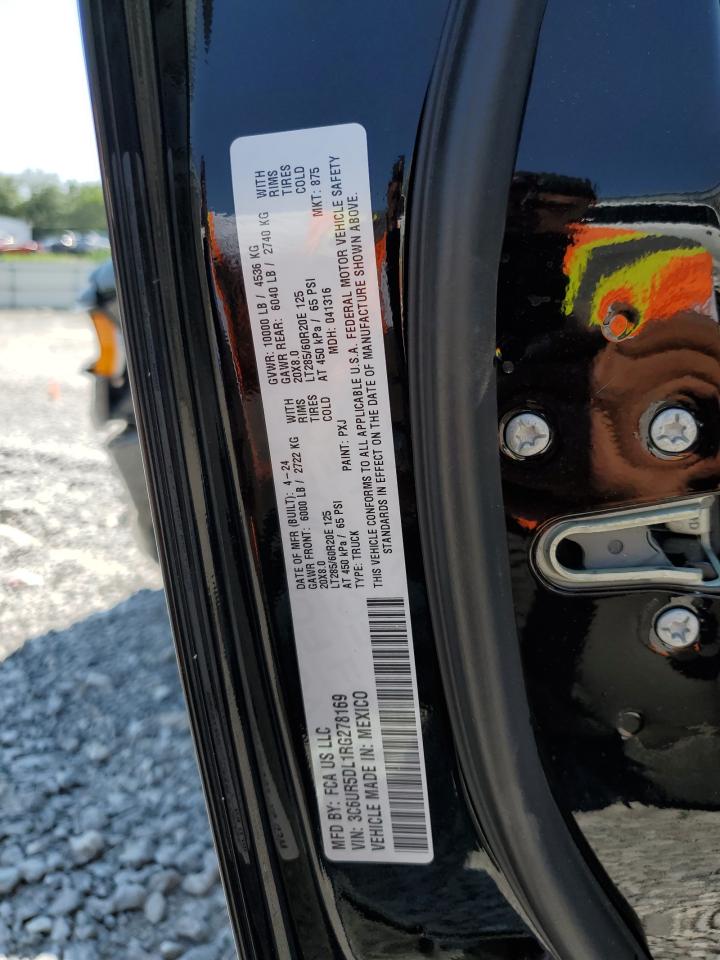 MFD BY: FCA US LLC
VIN: 3C6UR5DL1RG278169
VEHICLE MADE IN: MEXICO
DATE OF MFR (BUILT): 4-24 GVWR: 10000 LB / 4536 KG
GAWR FRONT: 6000 LB / 2722 KG WITH GAWR REAR: 6040 LB / 2740 KG WITH
20X8.0 RIMS 20X8.0 RIMS
LT285/60R20E 125 TIRES LT285/60R20E 125 TIRES
AT 450 kPa / 65 PSI COLD AT 450 kPa / 65 PSI COLD
TYPE: TRUCK PAINT: PXJ MDH: 041316 MKT: 875
THIS VEHICLE CONFORMS TO ALL APPLICABLE U.S.A. FEDERAL MOTOR VEHICLE SAFETY
STANDARDS IN EFFECT ON THE DATE OF MANUFACTURE SHOWN ABOVE.